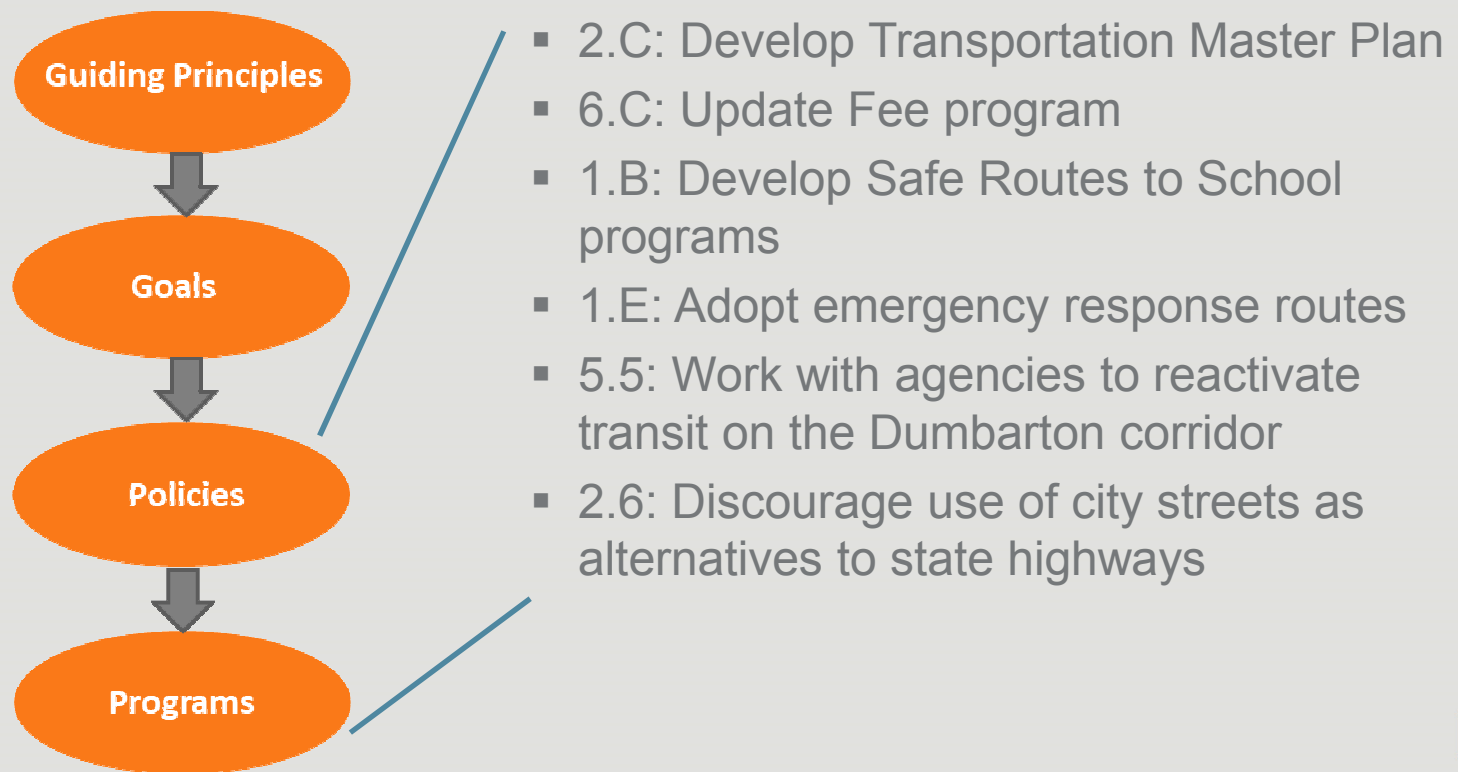 Guiding Principles
Goals
Policies
Programs
▪ 2.C: Develop Transportation Master Plan
▪ 6.C: Update Fee program
▪ 1.B: Develop Safe Routes to School
programs
▪ 1.E: Adopt emergency response routes
▪ 5.5: Work with agencies to reactivate
transit on the Dumbarton corridor
▪ 2.6: Discourage use of city streets as
alternatives to state highways